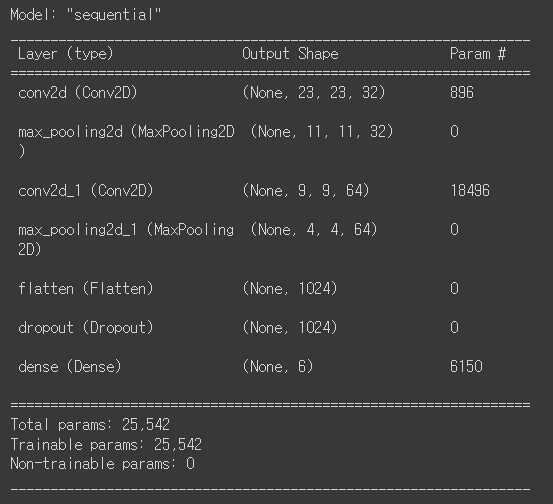 Model: "sequential"
_________________________________________________________________
Layer (type) Output Shape Param #
=================================================================
conv2d (Conv2D) (None, 23, 23, 32) 896
max_pooling2d (MaxPooling2D (None, 11, 11, 32) 0
)
conv2d_1 (Conv2D) (None, 9, 9, 64) 18496
max_pooling2d_1 (MaxPooling (None, 4, 4, 64) 0
2D)
flatten (Flatten) (None, 1024) 0
dropout (Dropout) (None, 1024) 0
dense (Dense) (None, 6) 6150
=================================================================
Total params: 25,542
Trainable params: 25,542
Non-trainable params: 0
_________________________________________________________________